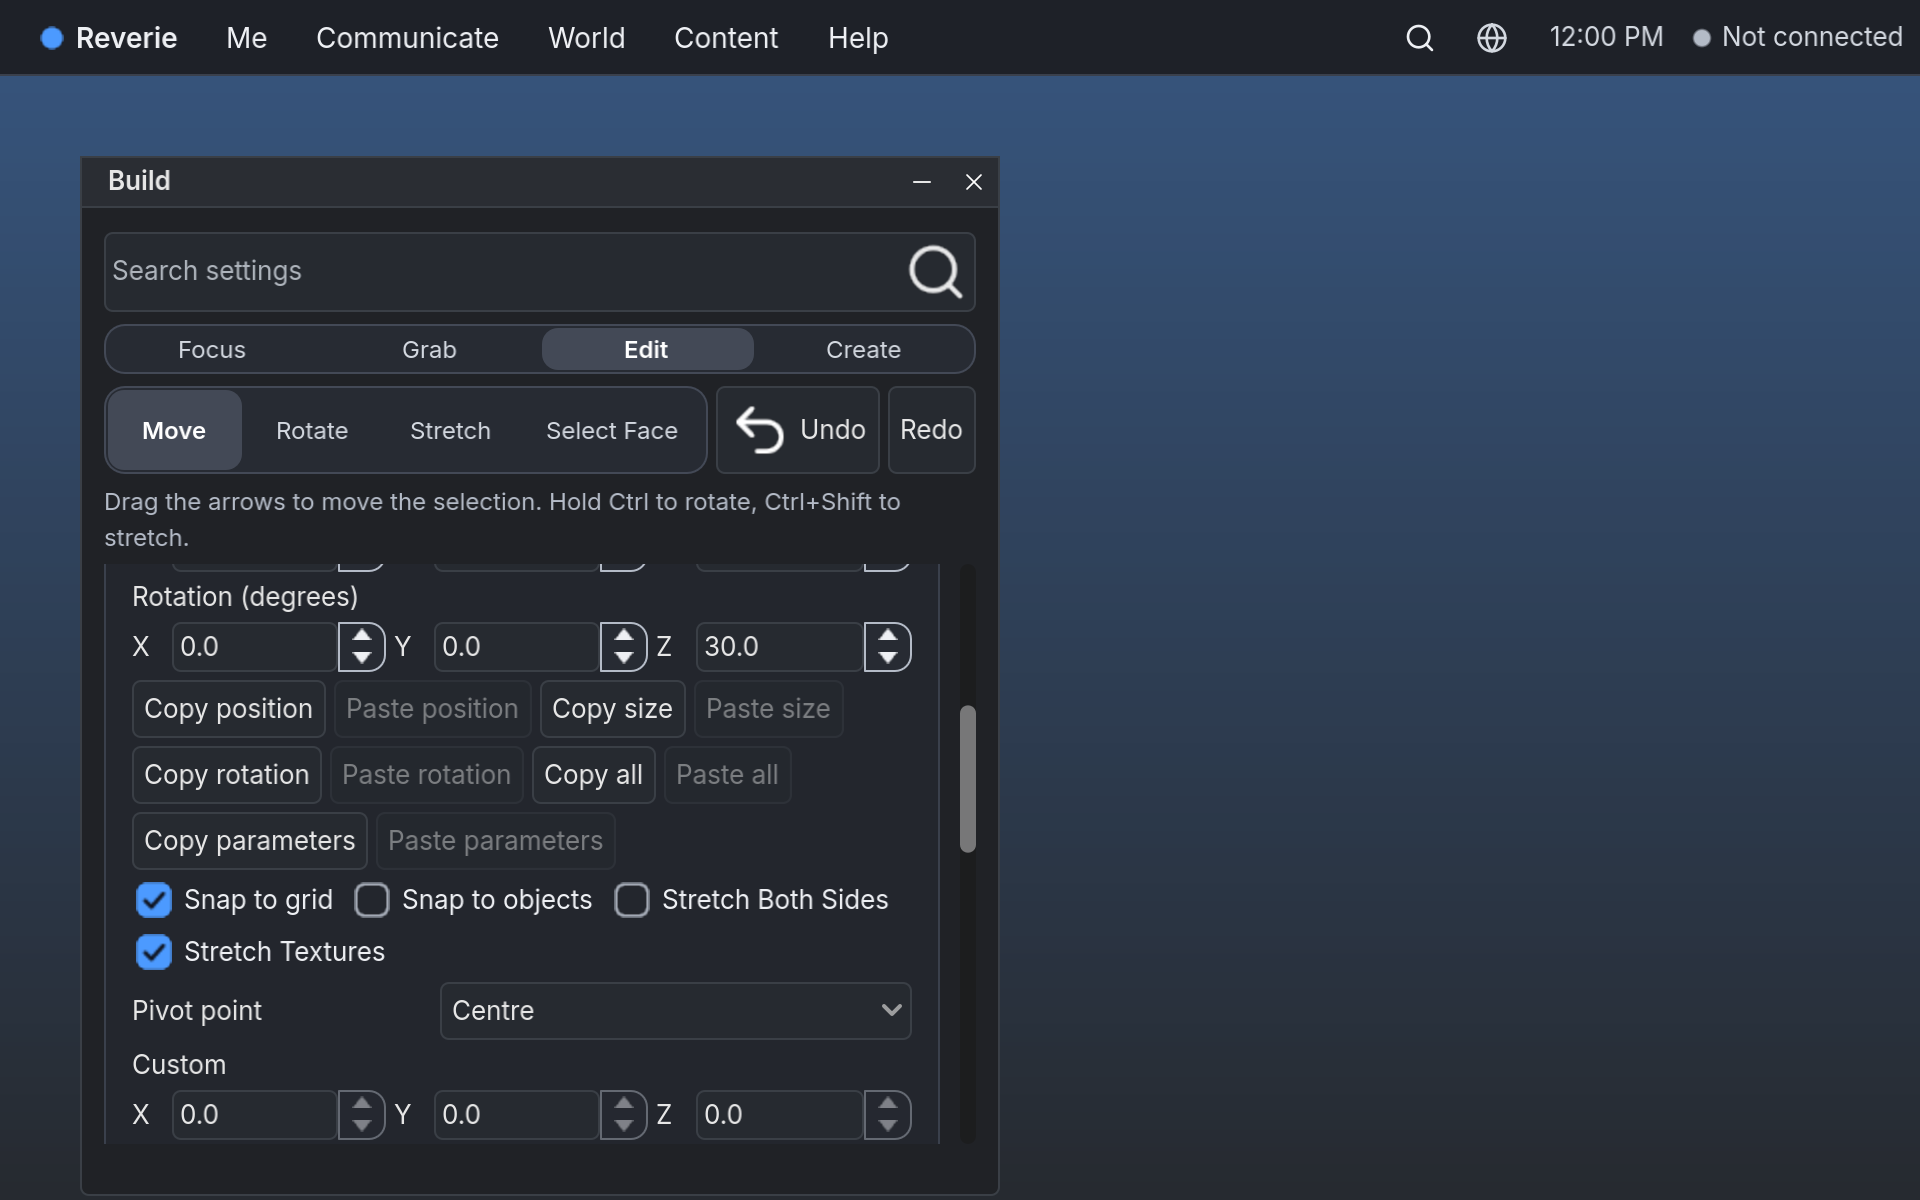 Reverie Me Communicate World Content Help 12:00 PM Not connected
Build
Search settings
Focus Grab Edit Create
Move Rotate Stretch Select Face Undo Redo
Drag the arrows to move the selection. Hold Ctrl to rotate, Ctrl+Shift to
stretch.
Rotation (degrees)
X 0.0 Y 0.0 Z 30.0
Copy position Paste position Copy size Paste size
Copy rotation Paste rotation Copy all Paste all
Copy parameters Paste parameters
Snap to grid Snap to objects Stretch Both Sides
Stretch Textures
Pivot point Centre
Custom
X 0.0 Y 0.0 Z 0.0